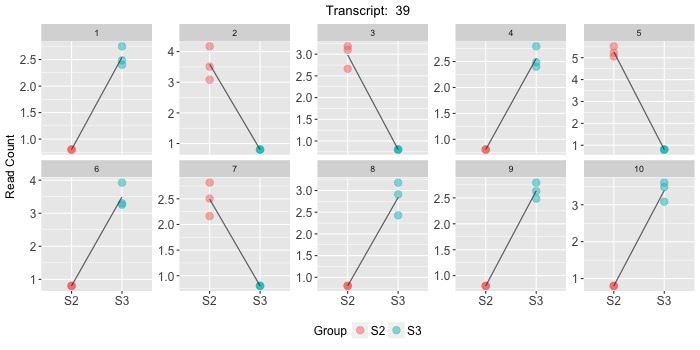 Transcript: 39
1 2 3 4 5
2.5 4 3.0 2.5 5
2.0 3 2.5 2.0 4
1.5 2 2.0 1.5 3
1.0 1 1.5 1.0 2
1.0 1
Read Count
6 7 8 9 10
4 2.5 3.0 2.5 3
3 2.0 2.5 2.0 2
2 1.5 2.0 1.5 1
1 1.0 1.5 1.0
1.0
S2 S3 S2 S3 S2 S3 S2 S3 S2 S3
Group S2 S3